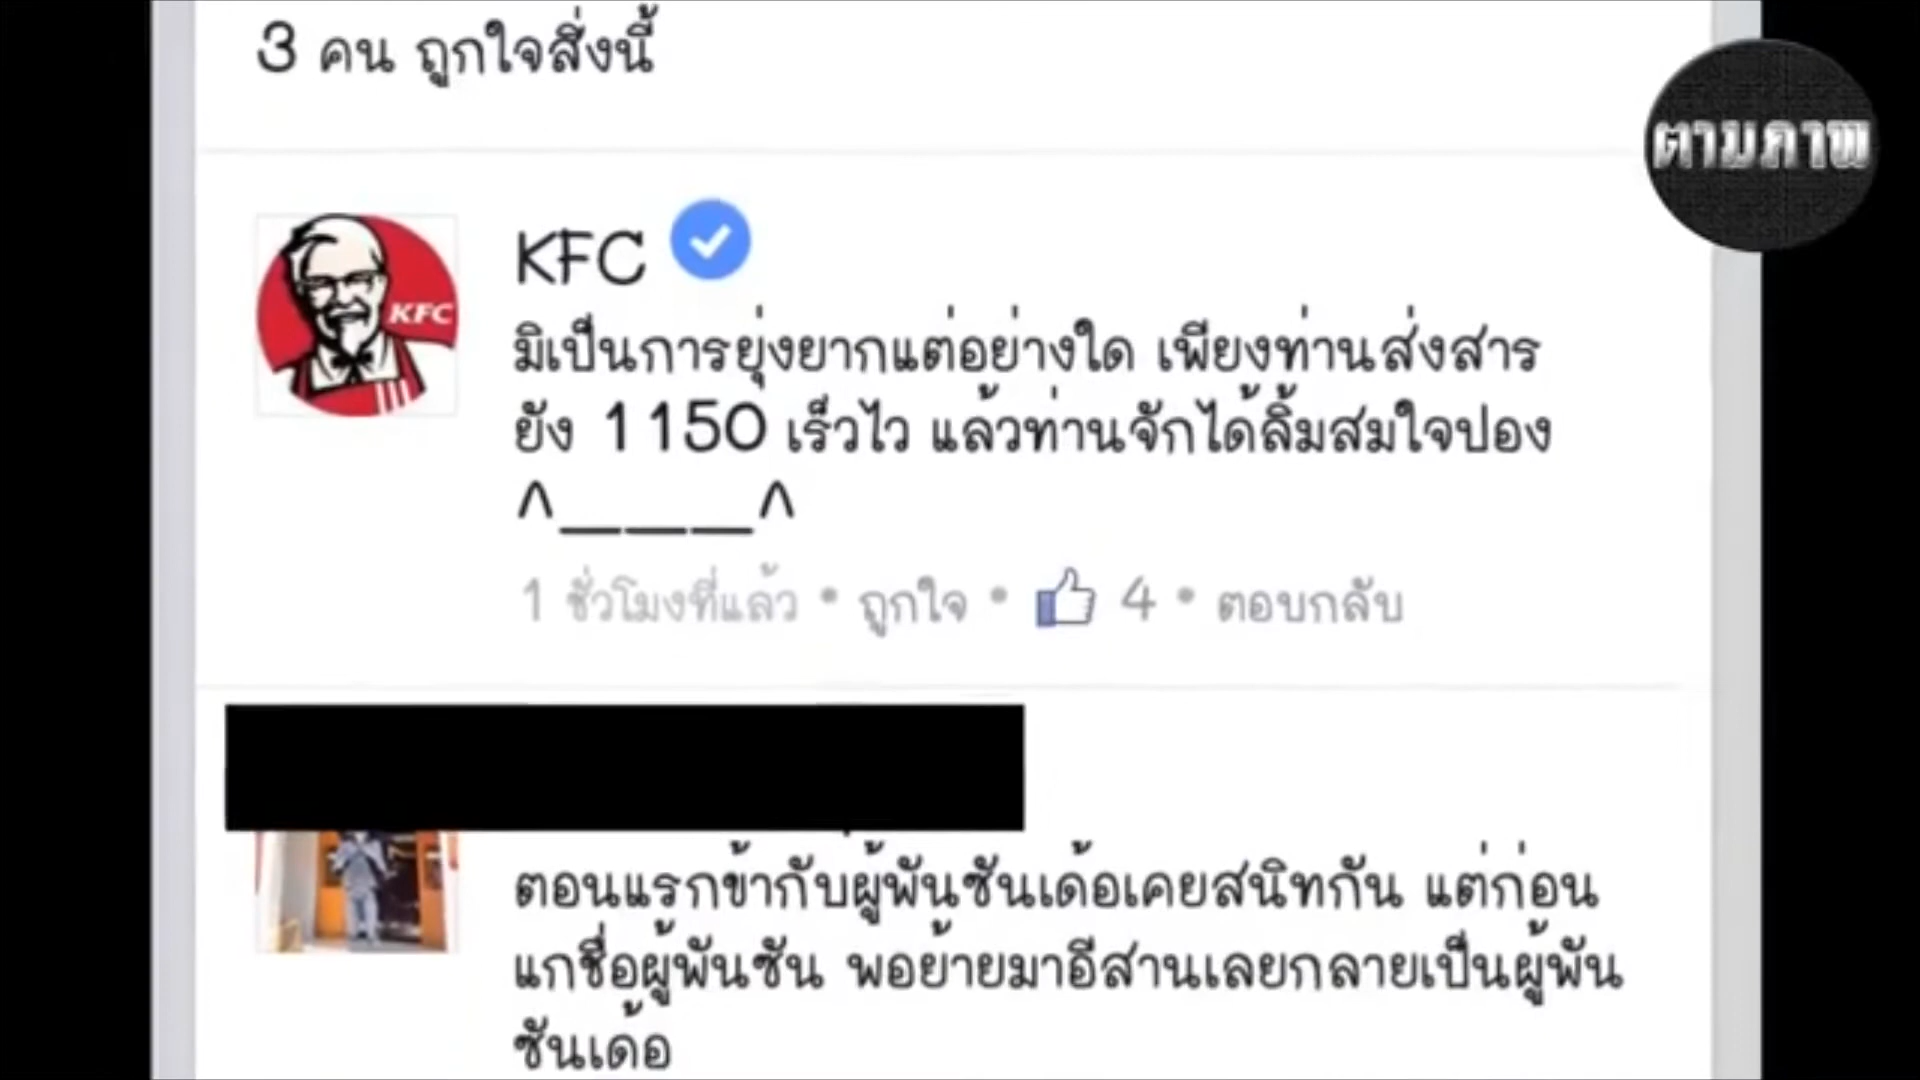 3 คน ถูกใจสิ่งนี้
ตามภาพ
KFC
KFC
มิเป็นการยุ่งยากแต่อย่างใด เพียงท่านส่งสาร
ยัง 1150 เร็วไว แล้วท่านจักได้ลิ้มสมใจปอง
^____^
1 ชั่วโมงที่แล้ว • ถูกใจ • 4 • ตอบกลับ
ตอนแรกข้ากับผู้พันซันเด้อเคยสนิทกัน แต่ก่อน
แกชื่อผู้พันซัน พอย้ายมาอีสานเลยกลายเป็นผู้พัน
ซันเด้อ